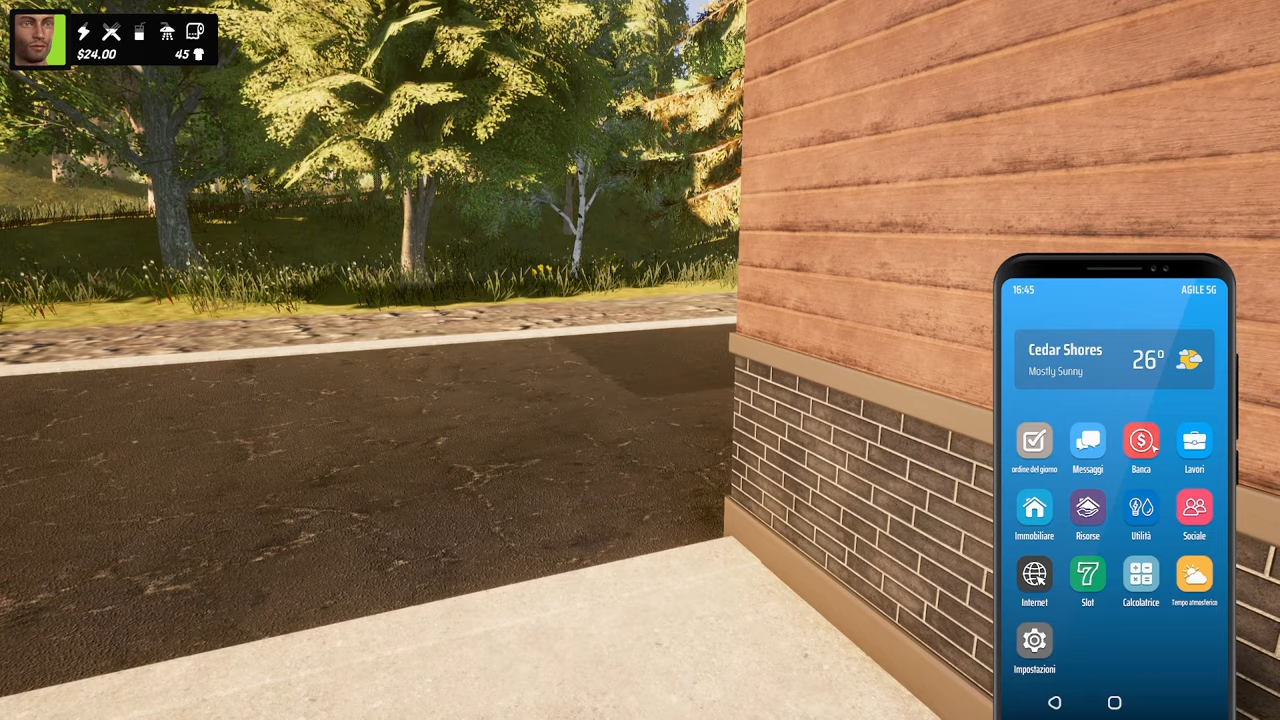 $24.00
45
16:45
AGILE 5G
Cedar Shores
Mostly Sunny
26°
ordine del giorno
Messaggi
Banca
Lavori
Immobiliare
Risorse
Utilità
Sociale
Internet
7
Slot
Calcolatrice
Tempo atmosferico
Impostazioni